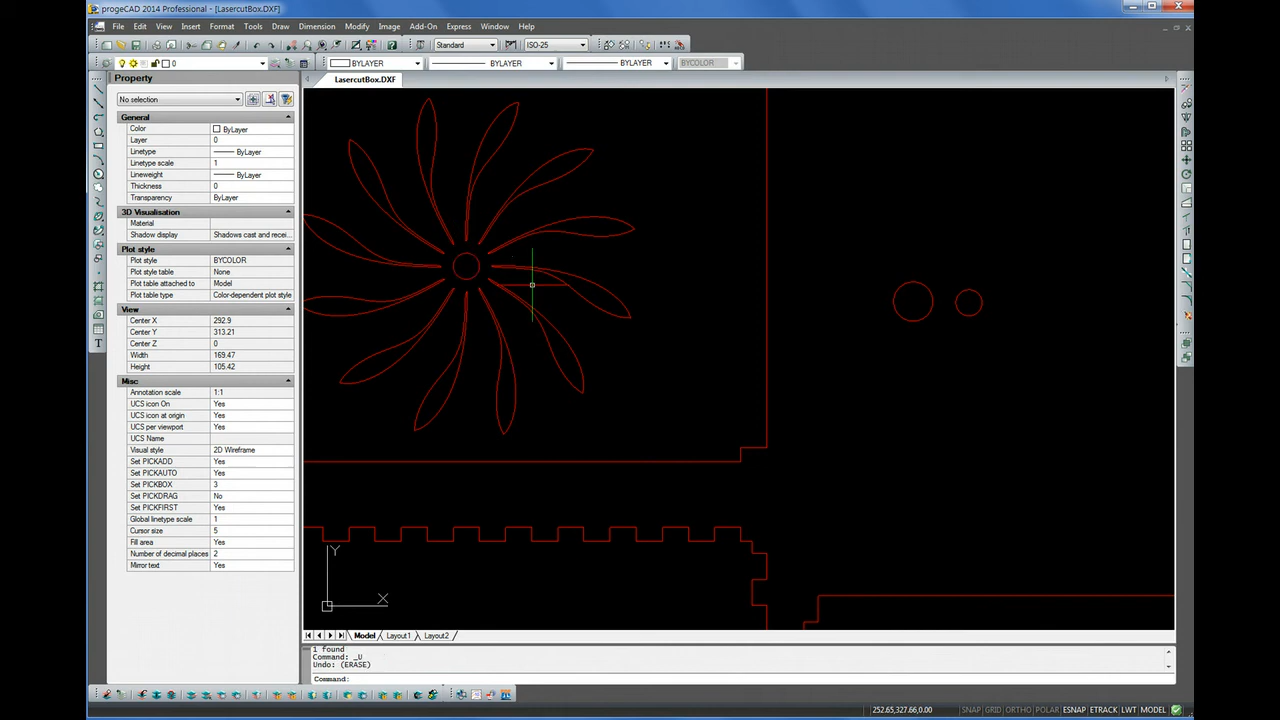 progeCAD 2014 Professional - [LasercutBox.DXF]
File Edit View Insert Format Tools Draw Dimension Modify Image Add-On Express Window Help
Standard ISO-25
0 BYLAYER BYLAYER BYLAYER BYCOLOR
Property
LasercutBox.DXF
No selection
General
Color ByLayer
Layer 0
Linetype ByLayer
Linetype scale 1
Lineweight ByLayer
Thickness 0
Transparency ByLayer
3D Visualisation
Material
Shadow display Shadows cast and recei...
Plot style
Plot style BYCOLOR
Plot style table None
Plot table attached to Model
Plot table type Color-dependent plot style
View
Center X 292.9
Center Y 313.21
Center Z 0
Width 169.47
Height 105.42
Misc
Annotation scale 1:1
UCS icon On Yes
UCS icon at origin Yes
UCS per viewport Yes
UCS Name
Visual style 2D Wireframe
Set PICKADD Yes
Set PICKAUTO Yes
Set PICKBOX 3
Set PICKDRAG No
Set PICKFIRST Yes
Global linetype scale 1
Cursor size 5
Fill area Yes
Number of decimal places 2
Mirror text Yes
Y
X
Model Layout1 Layout2
1 found
Command: _U
Undo: (ERASE)
Command:
252.65,327.66,0.00 SNAP GRID ORTHO POLAR ESNAP ETRACK LWT MODEL